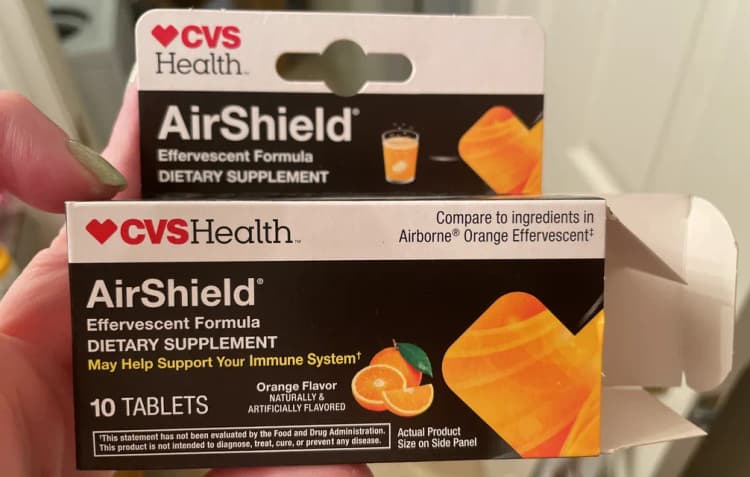 CVS
Health™
AirShield®
Effervescent Formula
DIETARY SUPPLEMENT
CVSHealth™
Compare to ingredients in
Airborne® Orange Effervescent‡
AirShield®
Effervescent Formula
DIETARY SUPPLEMENT
May Help Support Your Immune System†
Orange Flavor
NATURALLY &
ARTIFICIALLY FLAVORED
10 TABLETS
†This statement has not been evaluated by the Food and Drug Administration.
This product is not intended to diagnose, treat, cure, or prevent any disease.
Actual Product
Size on Side Panel